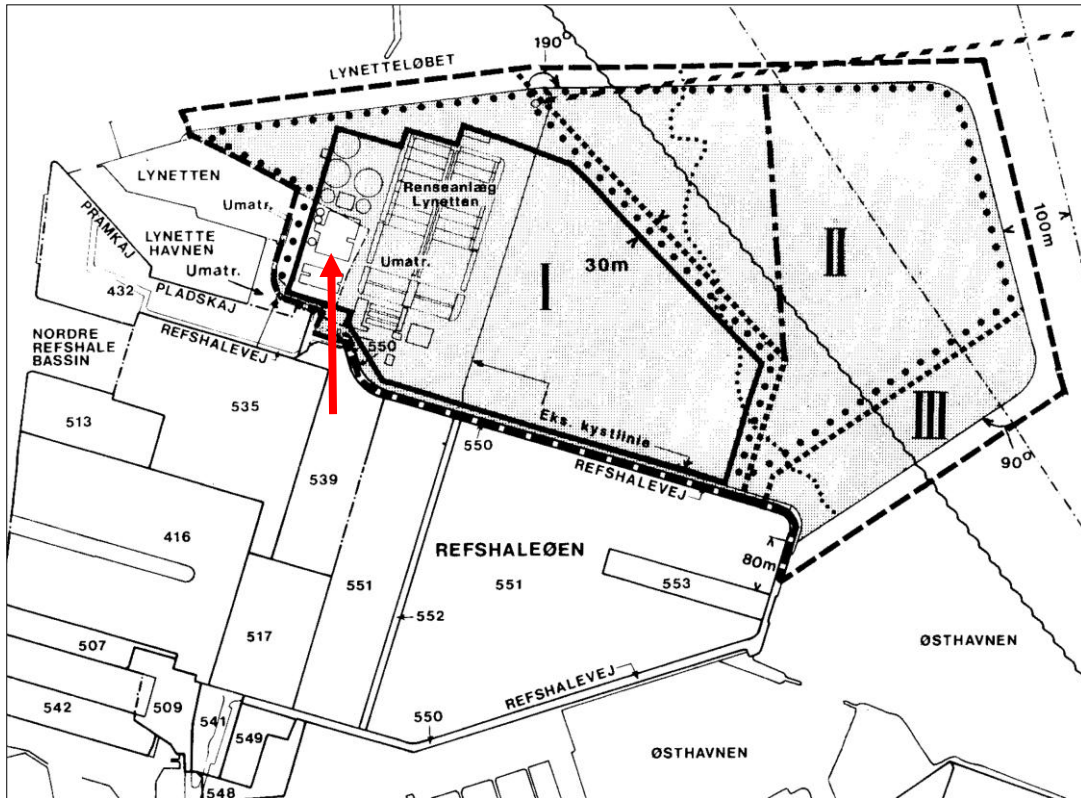 190°
LYNETTELØBET
LYNETTEN
Umatr.
Renseanlæg
Lynetten
PRAMKAJ
LYNETTE
HAVNEN
Umatr.
Umatr.
II
100m
I
30m
432
PLADSKAJ
REFSHALEVEJ
NORDRE
REFSHALE
BASSIN
550
535
513
III
Eks. kystlinie
90°
550
REFSHALEVEJ
539
416
REFSHALEØEN
80m
551
551
553
552
507
517
ØSTHAVNEN
REFSHALEVEJ
542
509
541
549
550
ØSTHAVNEN
548